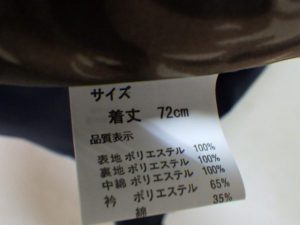 サイズ
着丈 72cm
品質表示
表地 ポリエステル 100%
裏地 ポリエステル 100%
中綿 ポリエステル 100%
衿 ポリエステル 65%
綿 35%